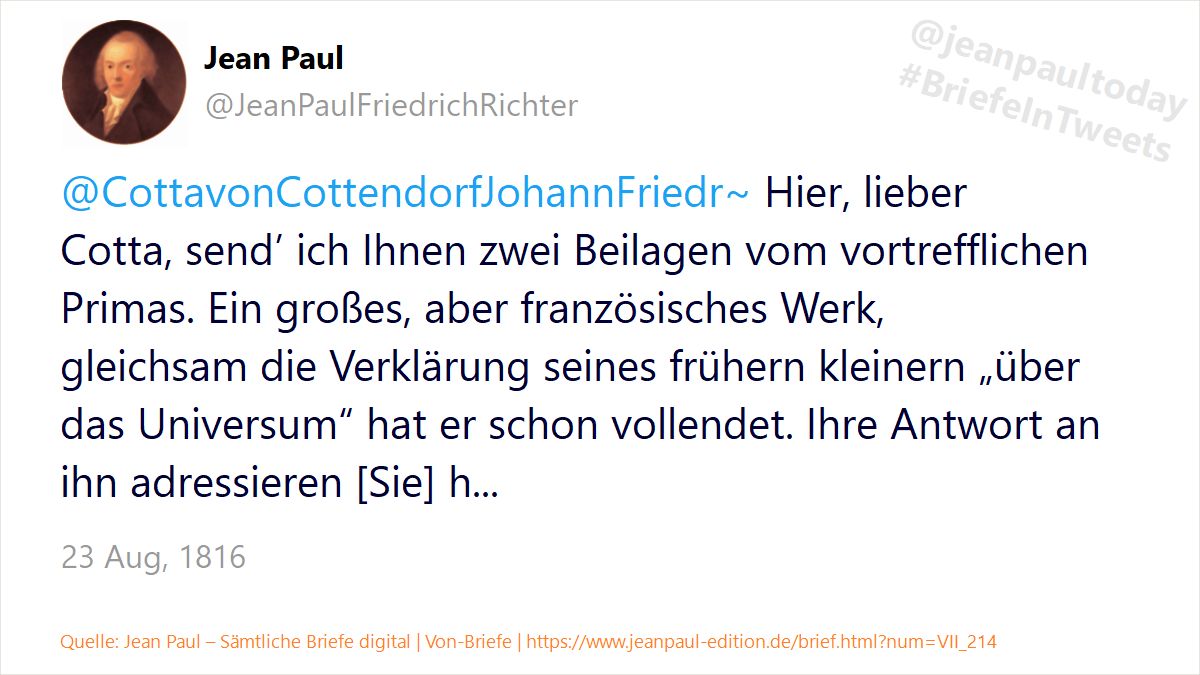 Jean Paul
@JeanPaulFriedrichRichter
@jeanpaultoday
#BriefeInTweets
@CottavonCottendorfJohannFriedr~ Hier, lieber
Cotta, send’ ich Ihnen zwei Beilagen vom vortrefflichen
Primas. Ein großes, aber französisches Werk,
gleichsam die Verklärung seines frühern kleinern „über
das Universum“ hat er schon vollendet. Ihre Antwort an
ihn adressieren [Sie] h...
23 Aug, 1816
Quelle: Jean Paul – Sämtliche Briefe digital | Von-Briefe | https://www.jeanpaul-edition.de/brief.html?num=VII_214